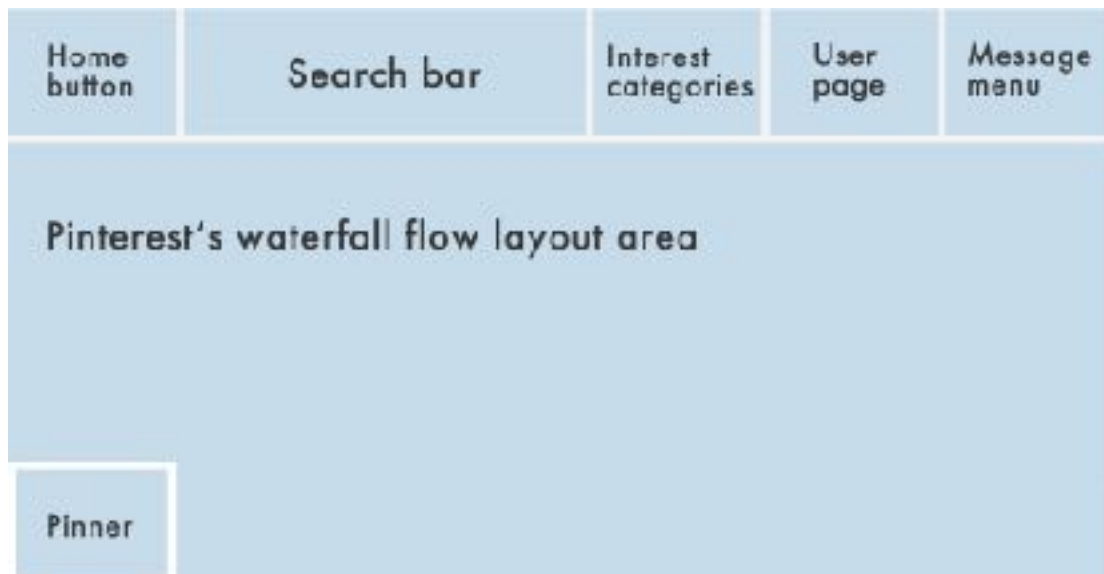 Home
button
Search bar
Interest
categories
User
page
Message
menu
Pinterest's waterfall flow layout area
Pinner